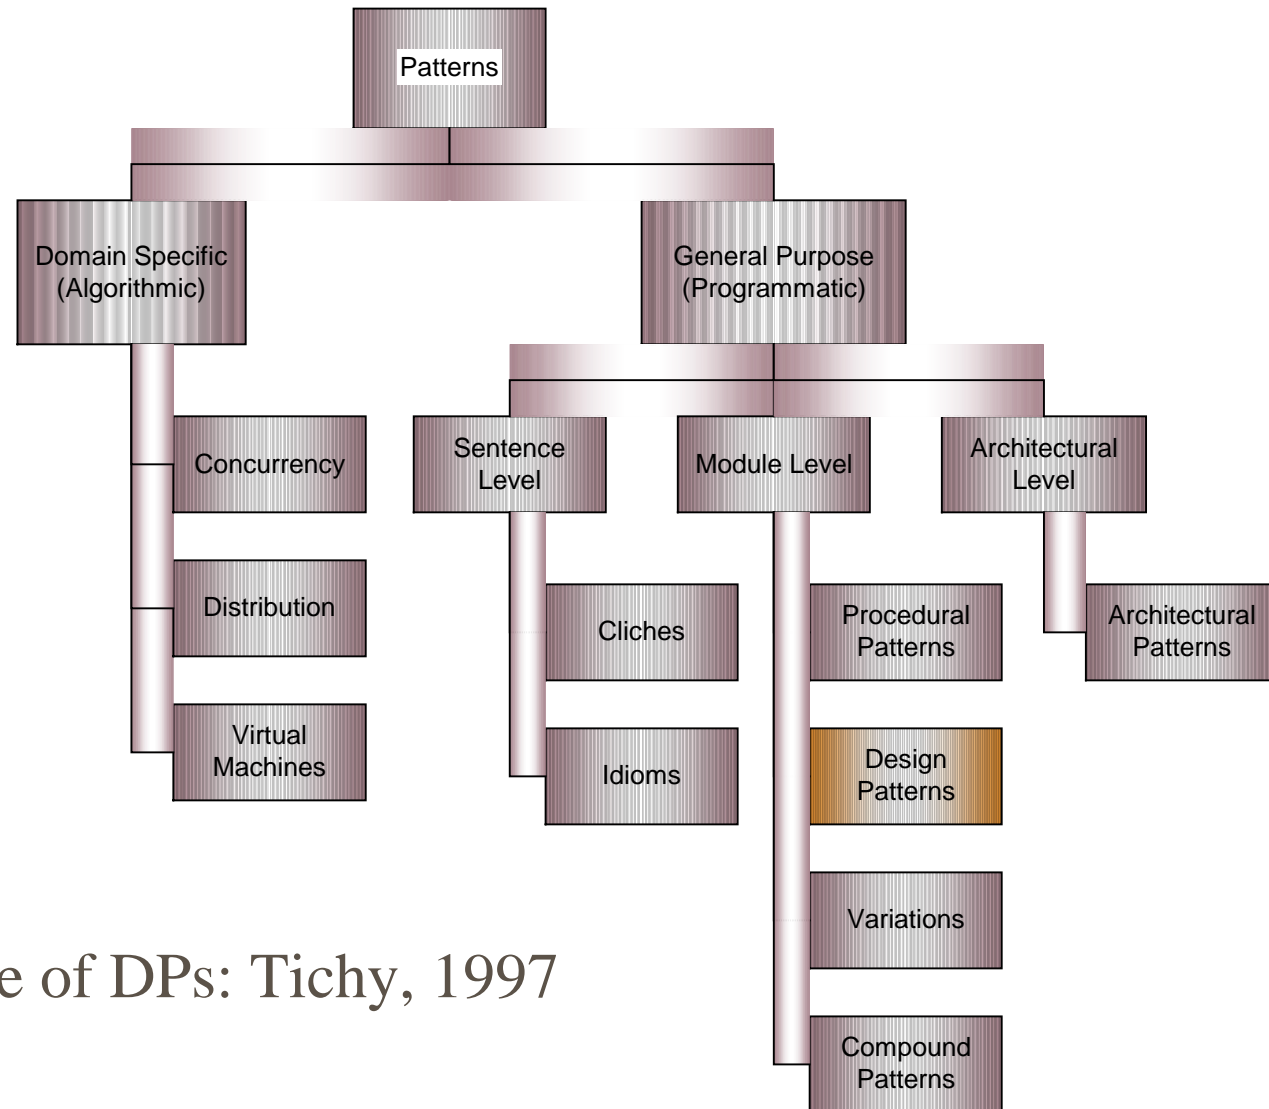 Patterns
Domain Specific
(Algorithmic)
General Purpose
(Programmatic)
Concurrency
Distribution
Virtual
Machines
Sentence
Level
Cliches
Idioms
Module Level
Procedural
Patterns
Design
Patterns
Variations
Compound
Patterns
Architectural
Level
Architectural
Patterns
of DPs: Tichy, 1997